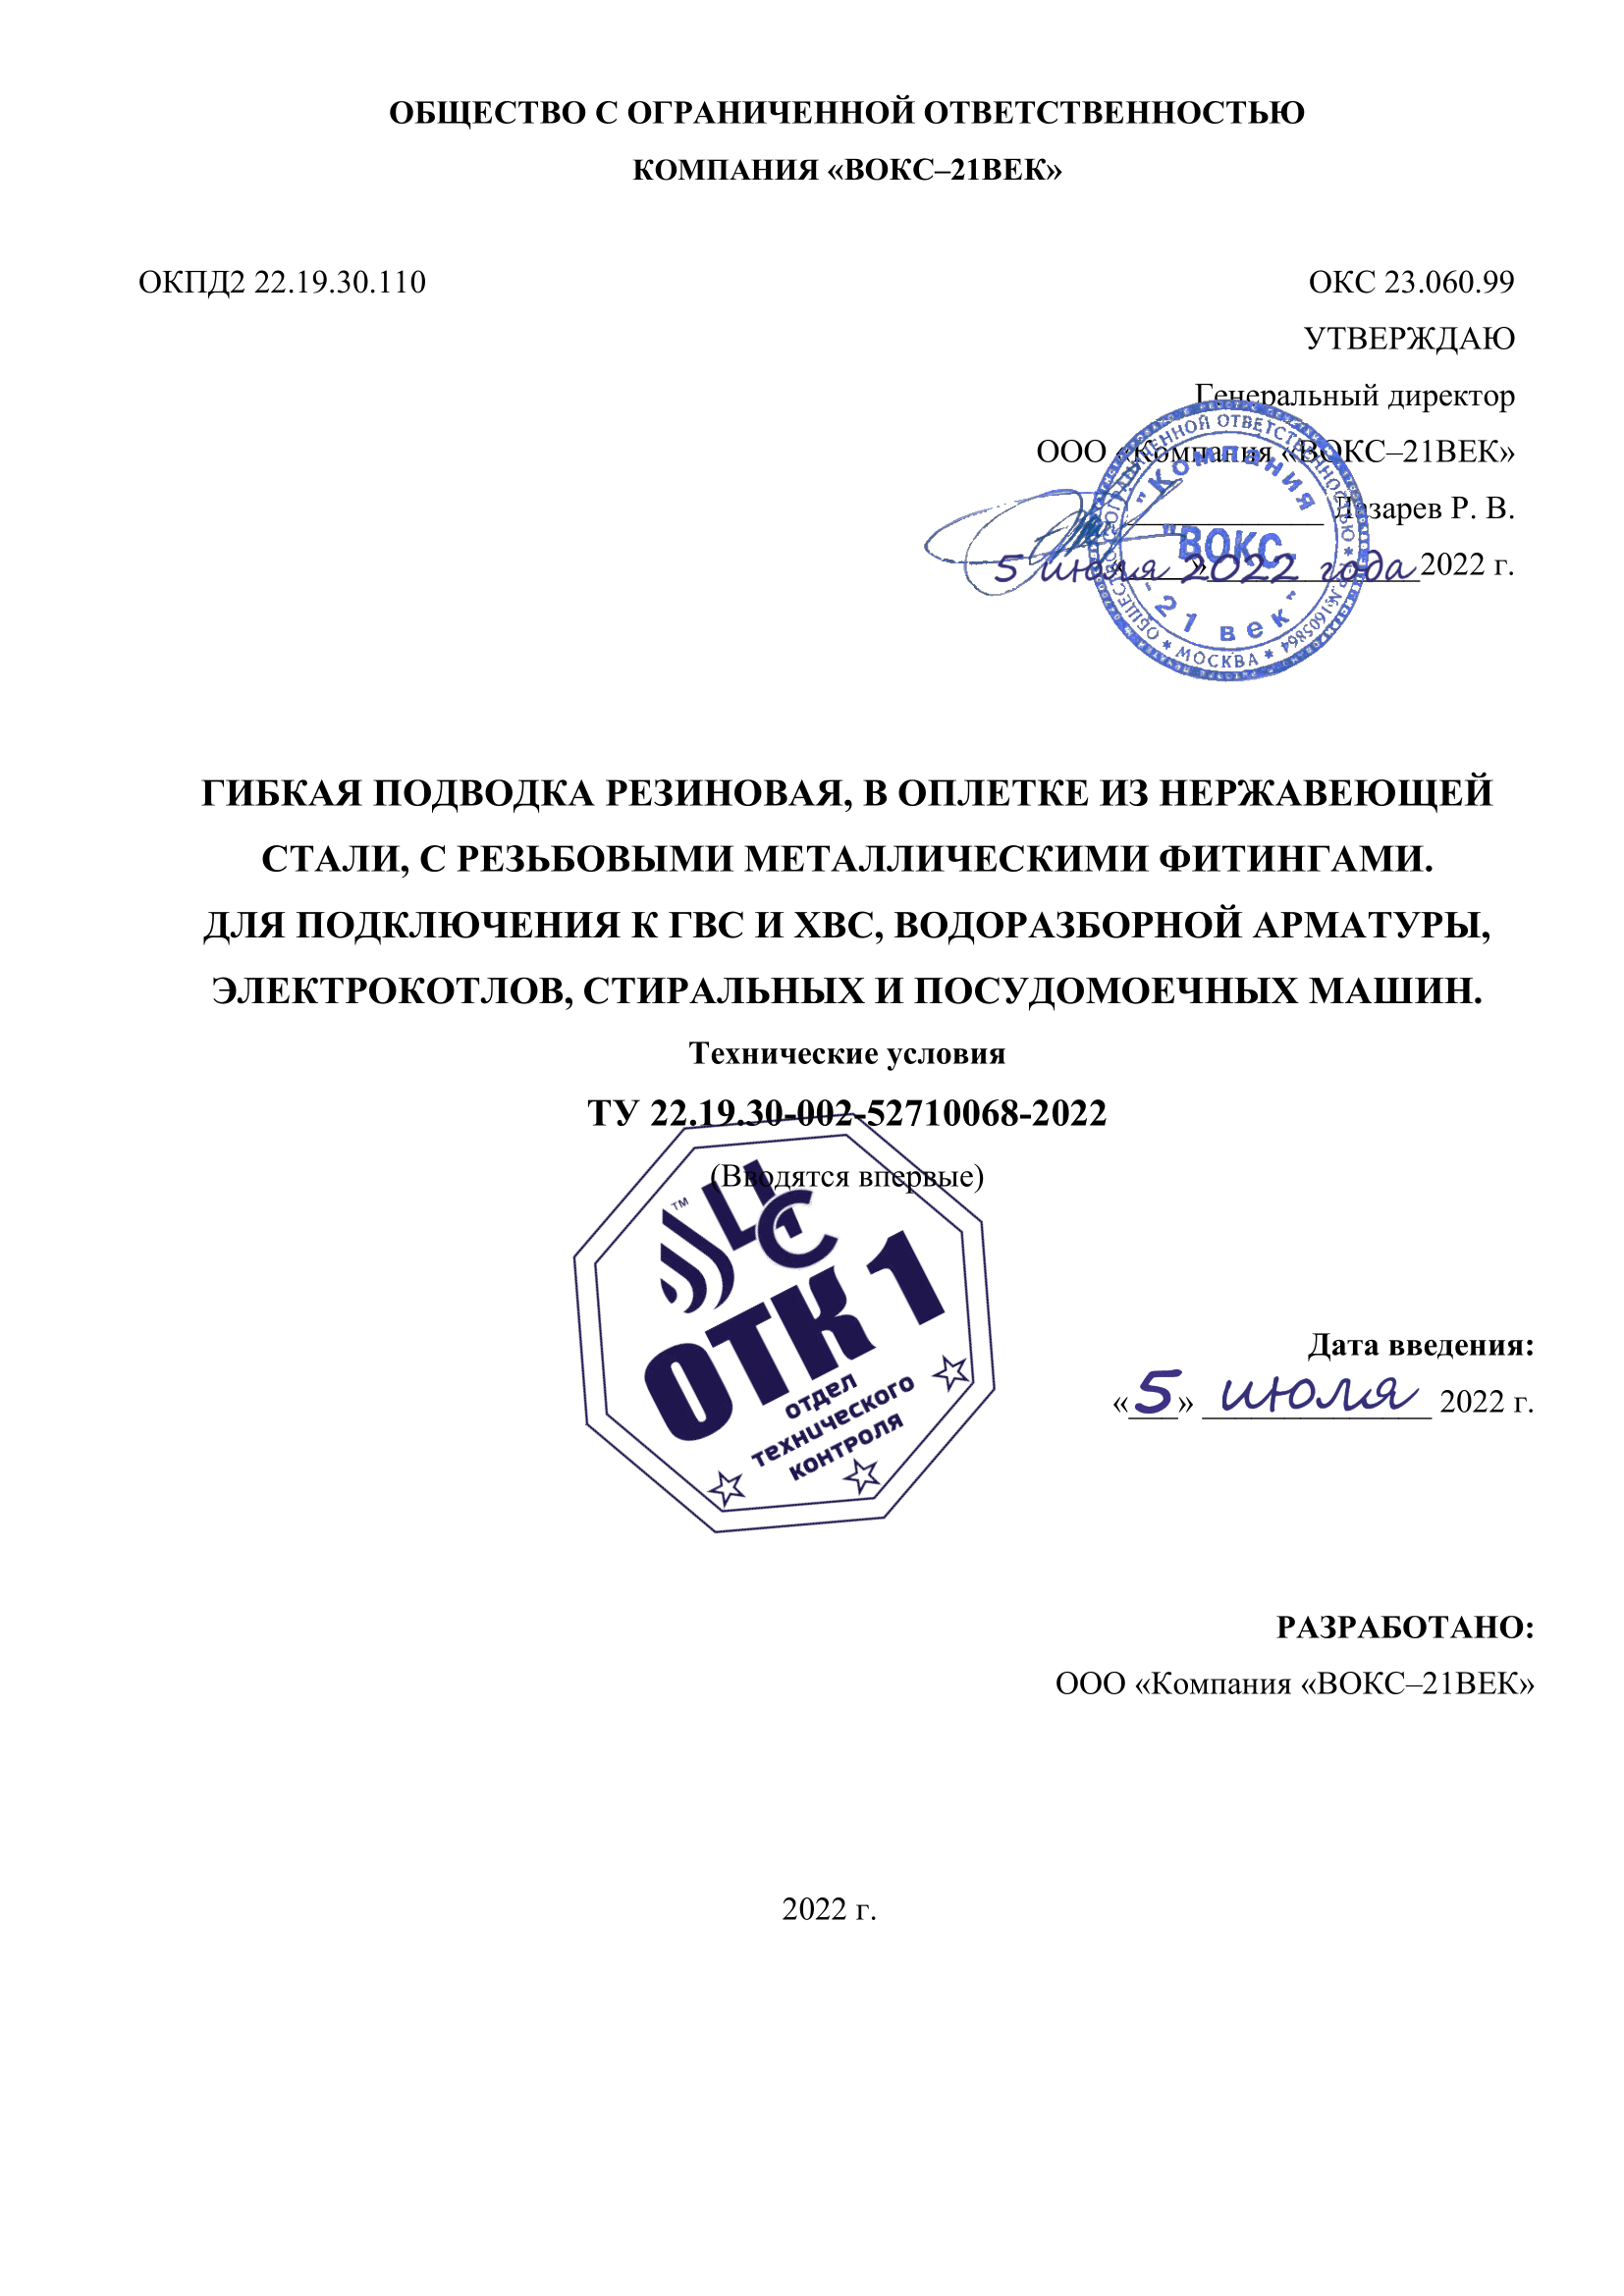 ОБЩЕСТВО С ОГРАНИЧЕННОЙ ОТВЕТСТВЕННОСТЬЮ
КОМПАНИЯ «ВОКС–21ВЕК»
ОКПД2 22.19.30.110 ОКС 23.060.99
УТВЕРЖДАЮ
Генеральный директор
ООО «Компания «ВОКС–21ВЕК»
____________ Лазарев Р. В.
5 июля 2022 года 2022 г.
ОБЩЕСТВО С ОГРАНИЧЕННОЙ ОТВЕТСТВЕННОСТЬЮ
* МОСКВА *
"Компания
"ВОКС-
-21 век"
ГИБКАЯ ПОДВОДКА РЕЗИНОВАЯ, В ОПЛЕТКЕ ИЗ НЕРЖАВЕЮЩЕЙ
СТАЛИ, С РЕЗЬБОВЫМИ МЕТАЛЛИЧЕСКИМИ ФИТИНГАМИ.
ДЛЯ ПОДКЛЮЧЕНИЯ К ГВС И ХВС, ВОДОРАЗБОРНОЙ АРМАТУРЫ,
ЭЛЕКТРОКОТЛОВ, СТИРАЛЬНЫХ И ПОСУДОМОЕЧНЫХ МАШИН.
Технические условия
ТУ 22.19.30-002-52710068-2022
(Вводятся впервые)
TM
ОТК 1
отдел
технического
контроля
Дата введения:
«5» июля 2022 г.
РАЗРАБОТАНО:
ООО «Компания «ВОКС–21ВЕК»
2022 г.